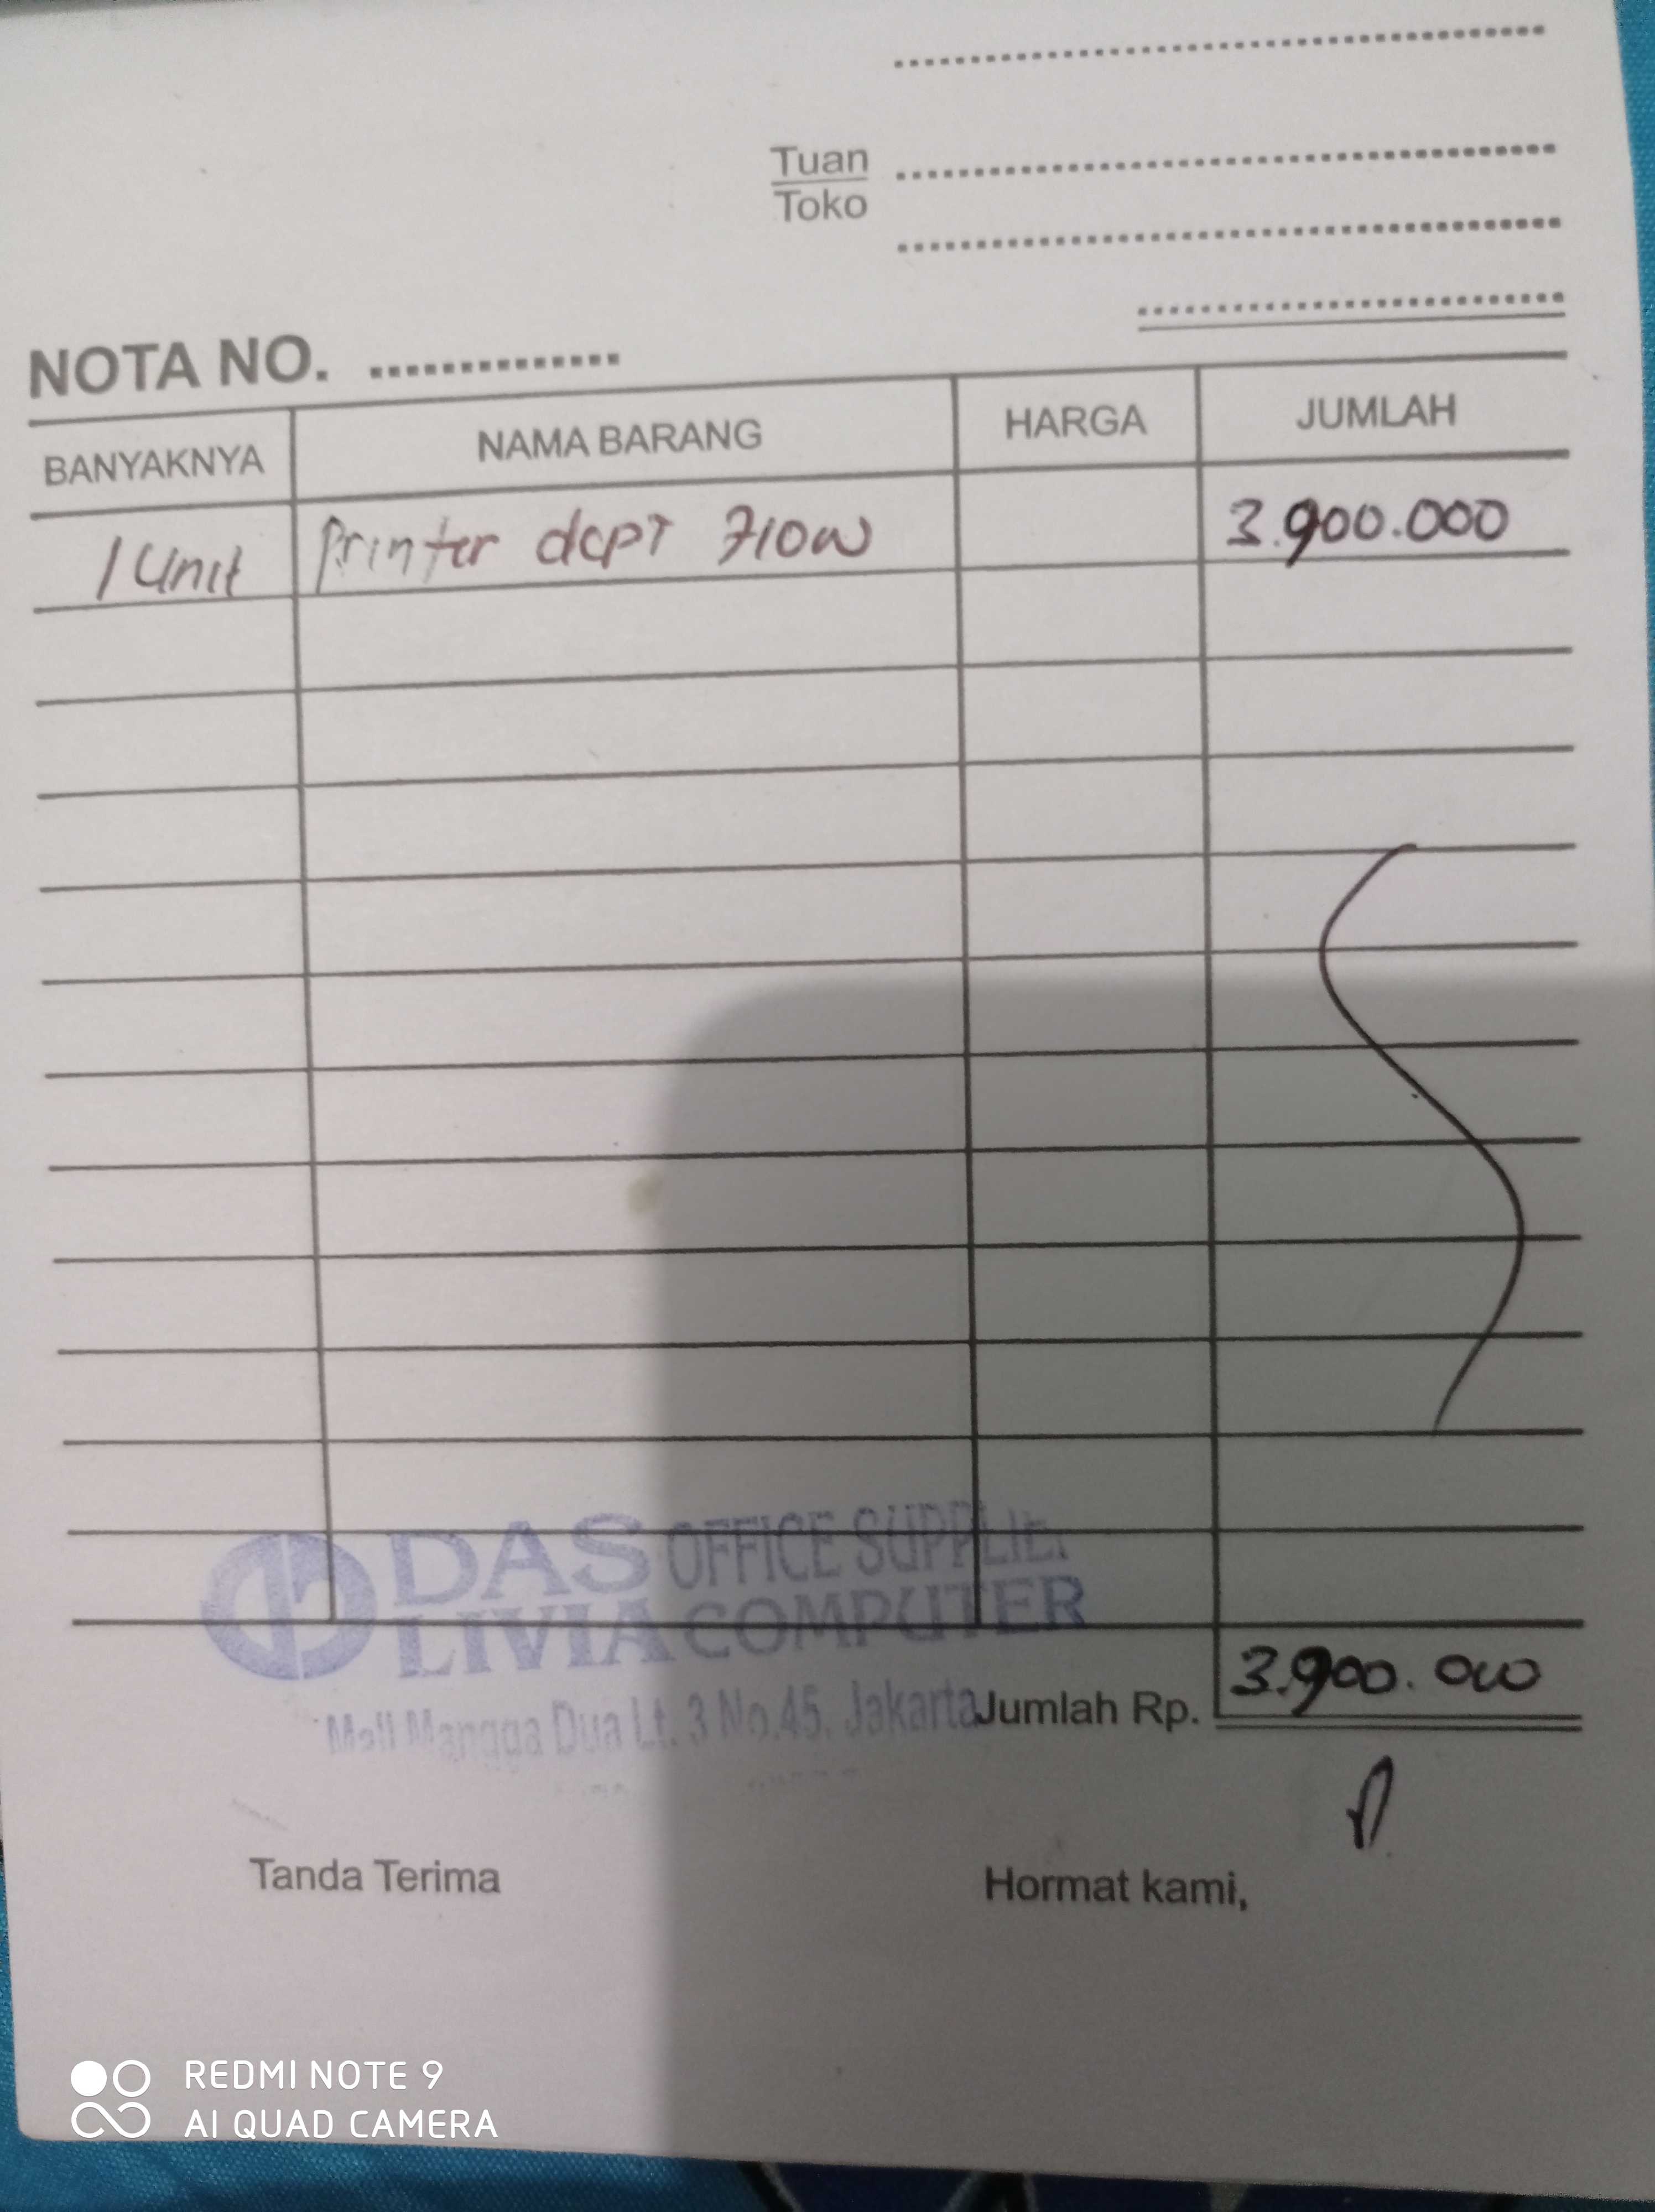 Tuan
Toko
NOTA NO.
BANYAKNYA NAMA BARANG HARGA JUMLAH
1 Unit Printer dcpt 710w 3.900.000
DAS OFFICE SUPPLIE
LIVIA COMPUTER
Mall Mangga Dua Lt. 3 No.45. Jakarta
Jumlah Rp. 3.900.000
Tanda Terima Hormat kami,
REDMI NOTE 9
AI QUAD CAMERA